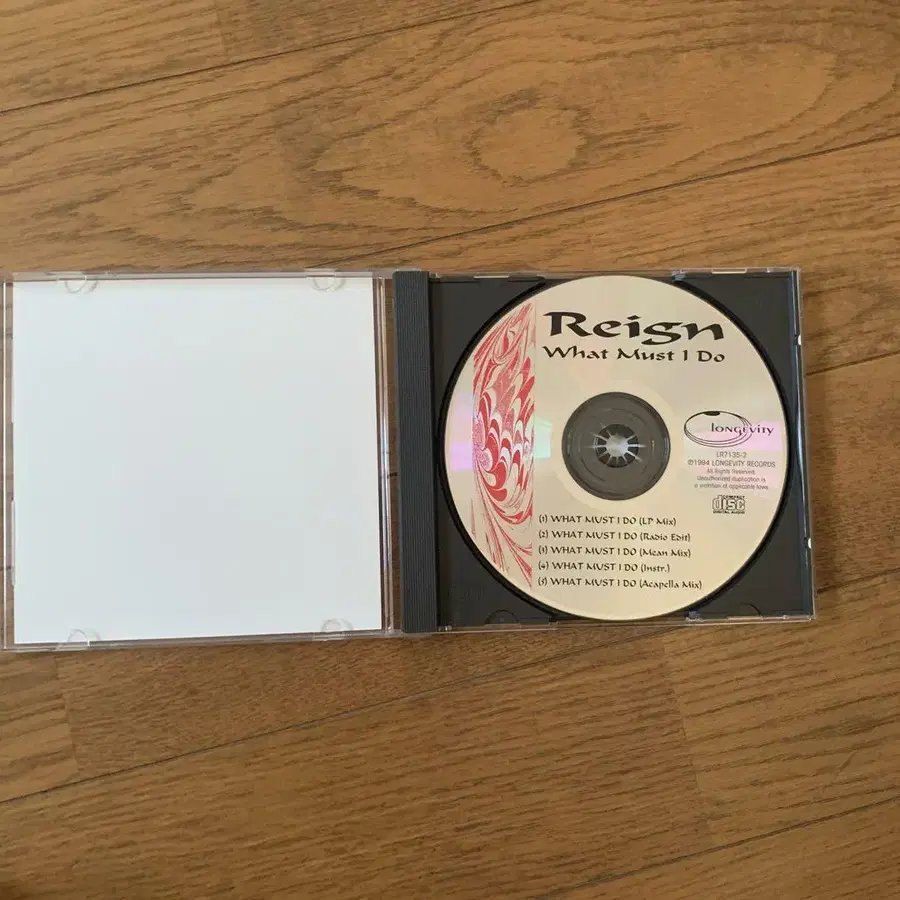 Reign
What Must I Do
LONGEVITY
LR7135-2
℗1994 LONGEVITY RECORDS
All Rights Reserved.
Unauthorized duplication is
a violation of applicable laws.
COMPACT
disc
DIGITAL AUDIO
(1) WHAT MUST I DO (LP Mix)
(2) WHAT MUST I DO (Radio Edit)
(3) WHAT MUST I DO (Mean Mix)
(4) WHAT MUST I DO (Instr.)
(5) WHAT MUST I DO (Acapella Mix)